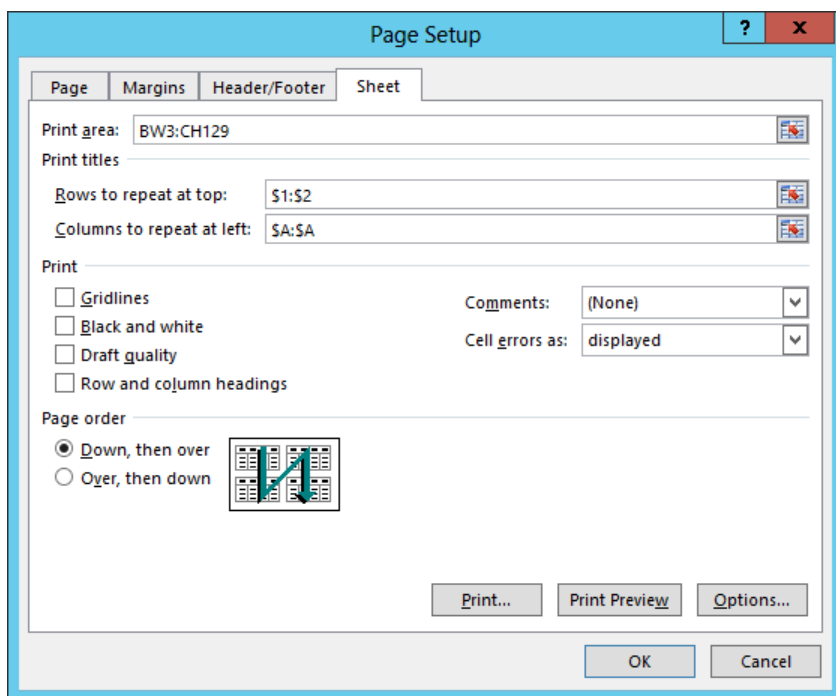 Page Setup
? x
Page Margins Header/Footer Sheet
Print area: BW3:CH129
Print titles
Rows to repeat at top: $1:$2
Columns to repeat at left: $A:$A
Print
Gridlines
Comments: (None)
Black and white
Cell errors as: displayed
Draft quality
Row and column headings
Page order
Down, then over
Over, then down
Print... Print Preview Options...
OK Cancel